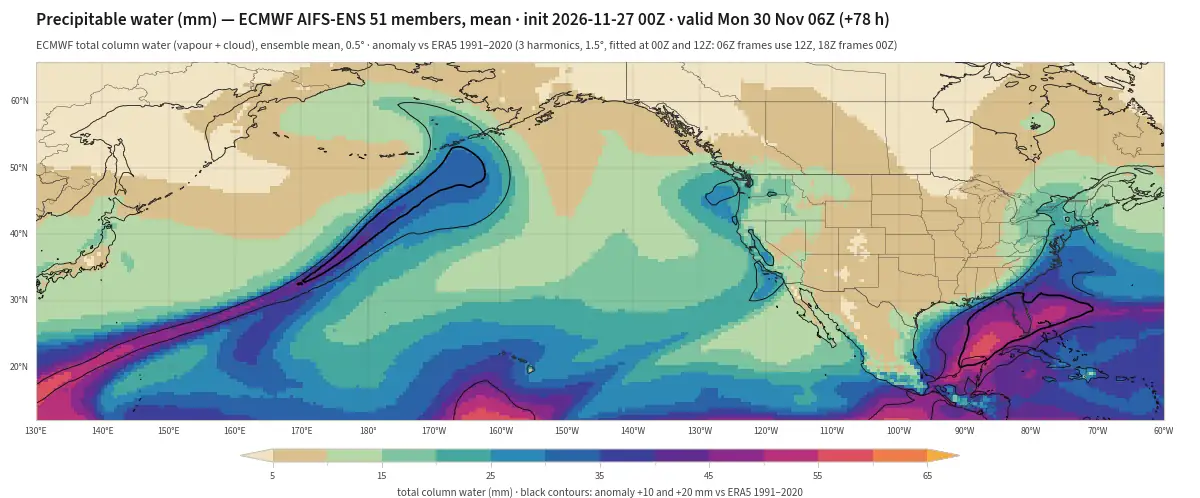 Precipitable water (mm) — ECMWF AIFS-ENS 51 members, mean · init 2026-11-27 00Z · valid Mon 30 Nov 06Z (+78 h)
ECMWF total column water (vapour + cloud), ensemble mean, 0.5° · anomaly vs ERA5 1991–2020 (3 harmonics, 1.5°, fitted at 00Z and 12Z: 06Z frames use 12Z, 18Z frames 00Z)
60°N
50°N
40°N
30°N
20°N
130°E 140°E 150°E 160°E 170°E 180° 170°W 160°W 150°W 140°W 130°W 120°W 110°W 100°W 90°W 80°W 70°W 60°W
5 15 25 35 45 55 65
total column water (mm) · black contours: anomaly +10 and +20 mm vs ERA5 1991–2020